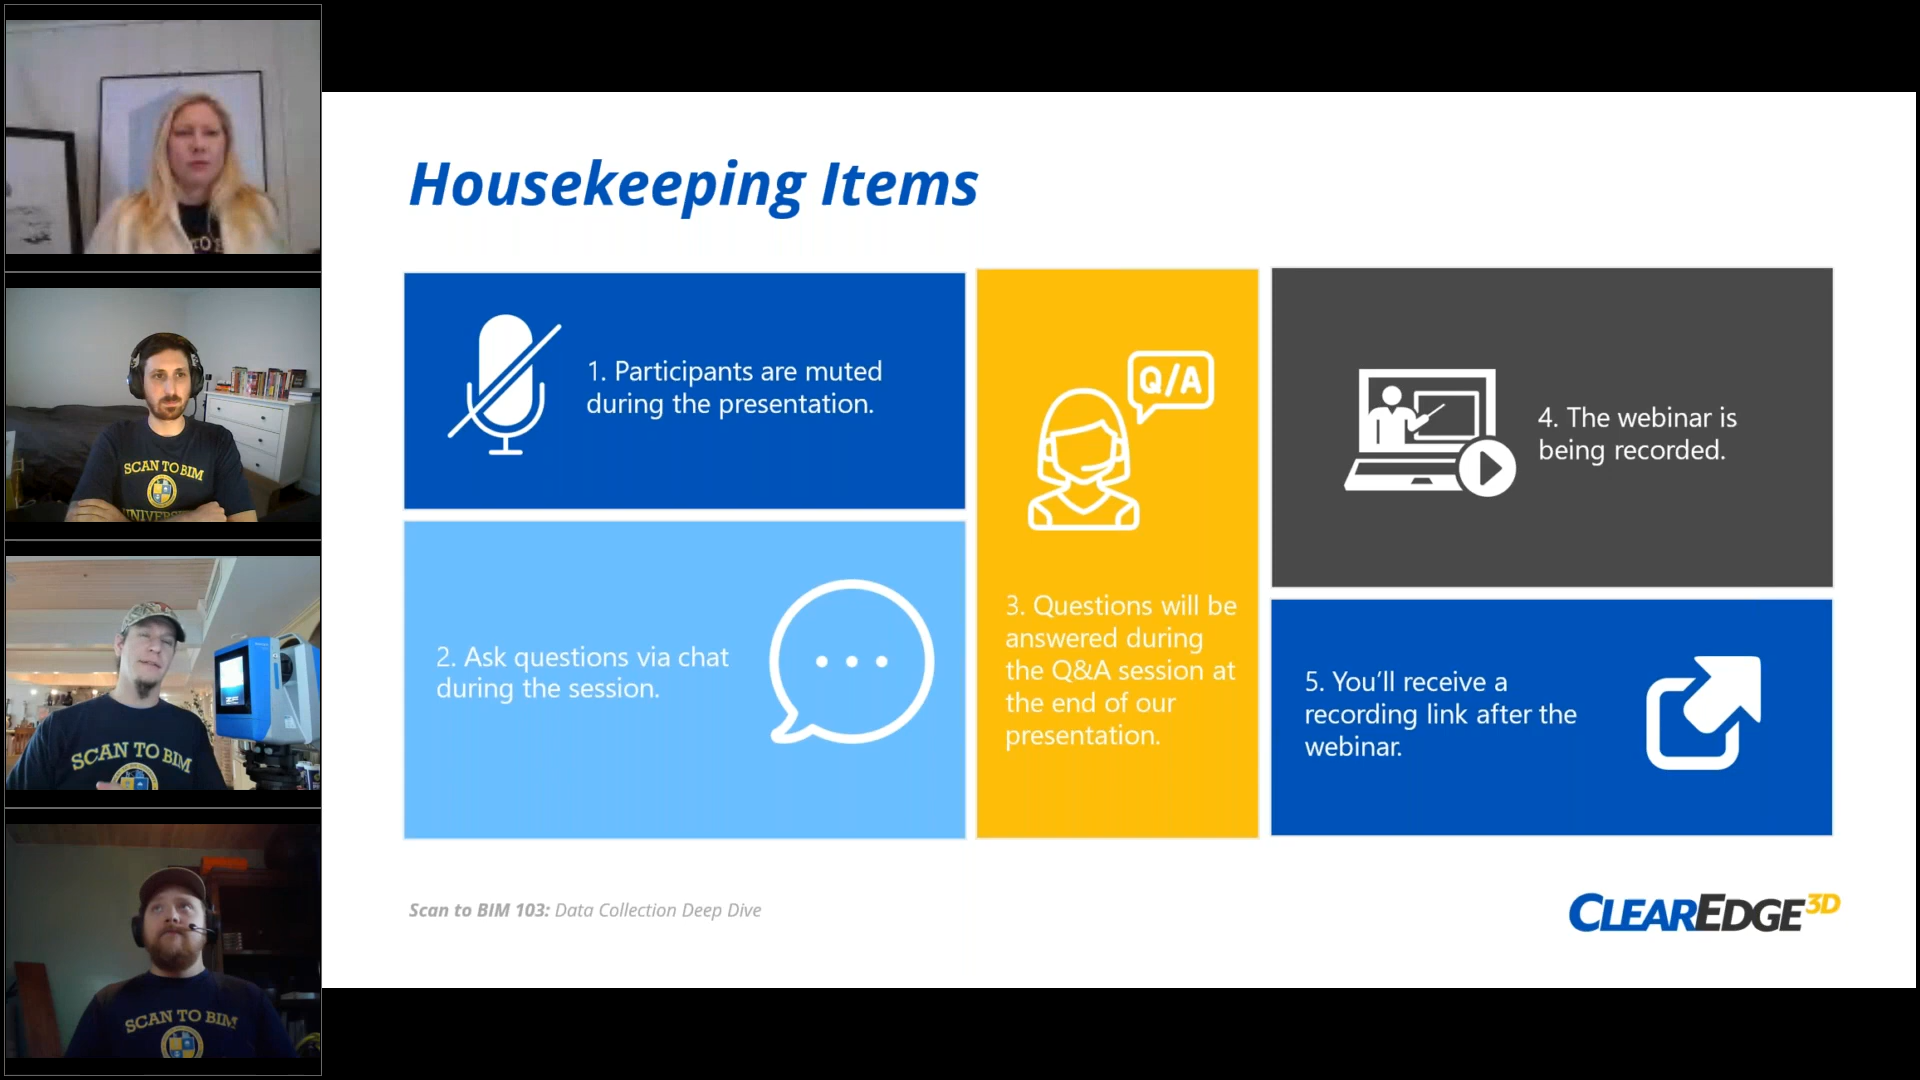 Housekeeping Items
1. Participants are muted
during the presentation.
2. Ask questions via chat
during the session.
Q/A
3. Questions will be
answered during
the Q&A session at
the end of our
presentation.
4. The webinar is
being recorded.
5. You'll receive a
recording link after the
webinar.
Scan to BIM 103: Data Collection Deep Dive
CLEAREDGE3D
TO B
SCAN TO BIM
UNIVERS
SCAN TO BIM
SCAN TO BIM